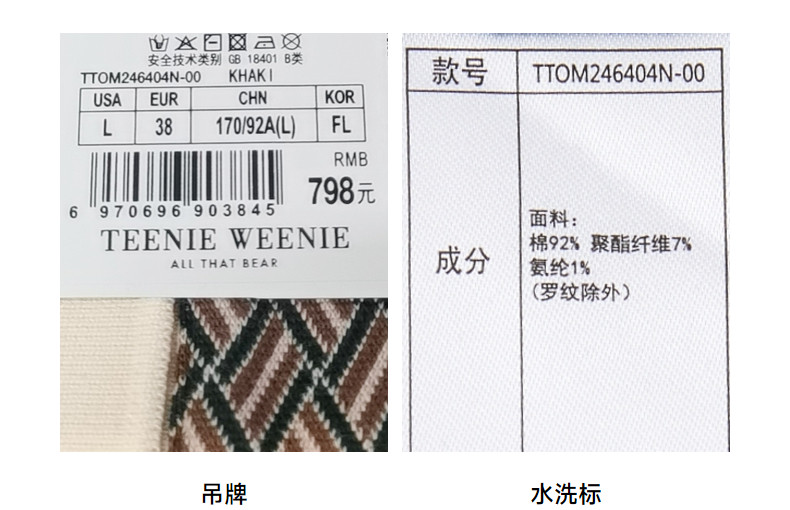 安全技术类别 GB 18401 B类
TTOM246404N-00 KHAKI
USA EUR CHN KOR
L 38 170/92A(L) FL
RMB
798元
6 970696 903845
TEENIE WEENIE
ALL THAT BEAR
款号 TTOM246404N-00
成分
面料：
棉92% 聚酯纤维7%
氨纶1%
（罗纹除外）
吊牌
水洗标